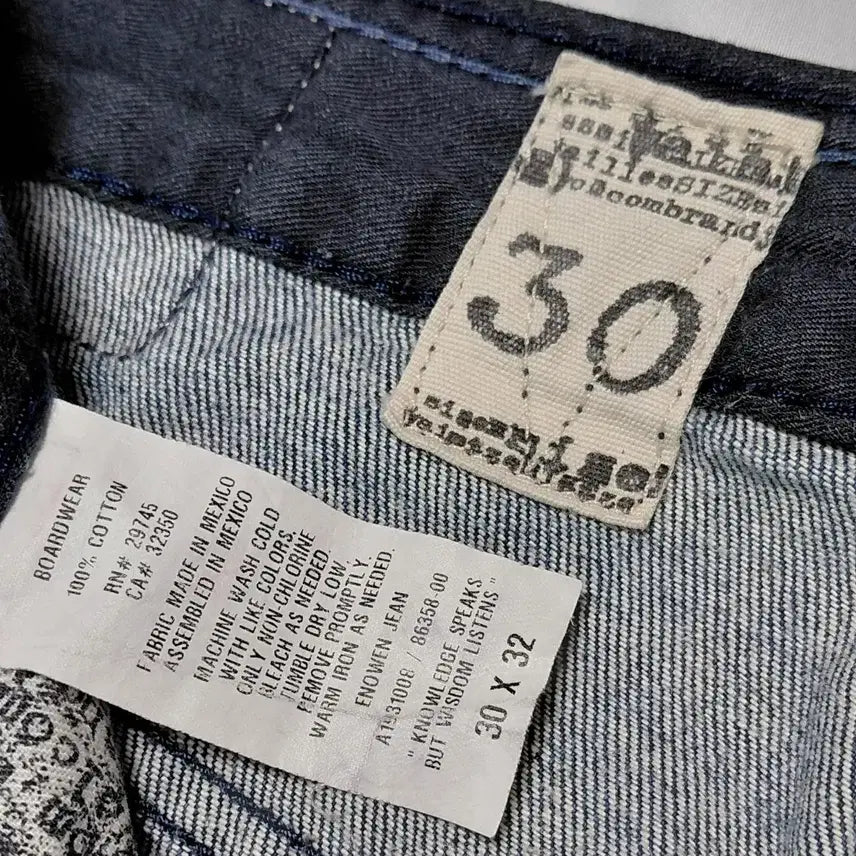 30
BOARDWEAR
100% COTTON
RN# 29745
CA# 32350
FABRIC MADE IN MEXICO
ASSEMBLED IN MEXICO
MACHINE WASH COLD
WITH LIKE COLORS.
ONLY NON-CHLORINE
BLEACH AS NEEDED.
TUMBLE DRY LOW.
REMOVE PROMPTLY.
WARM IRON AS NEEDED.
ENOWEN JEAN
A1931008 / 86358-00
" KNOWLEDGE SPEAKS
BUT WISDOM LISTENS "
30 X 32